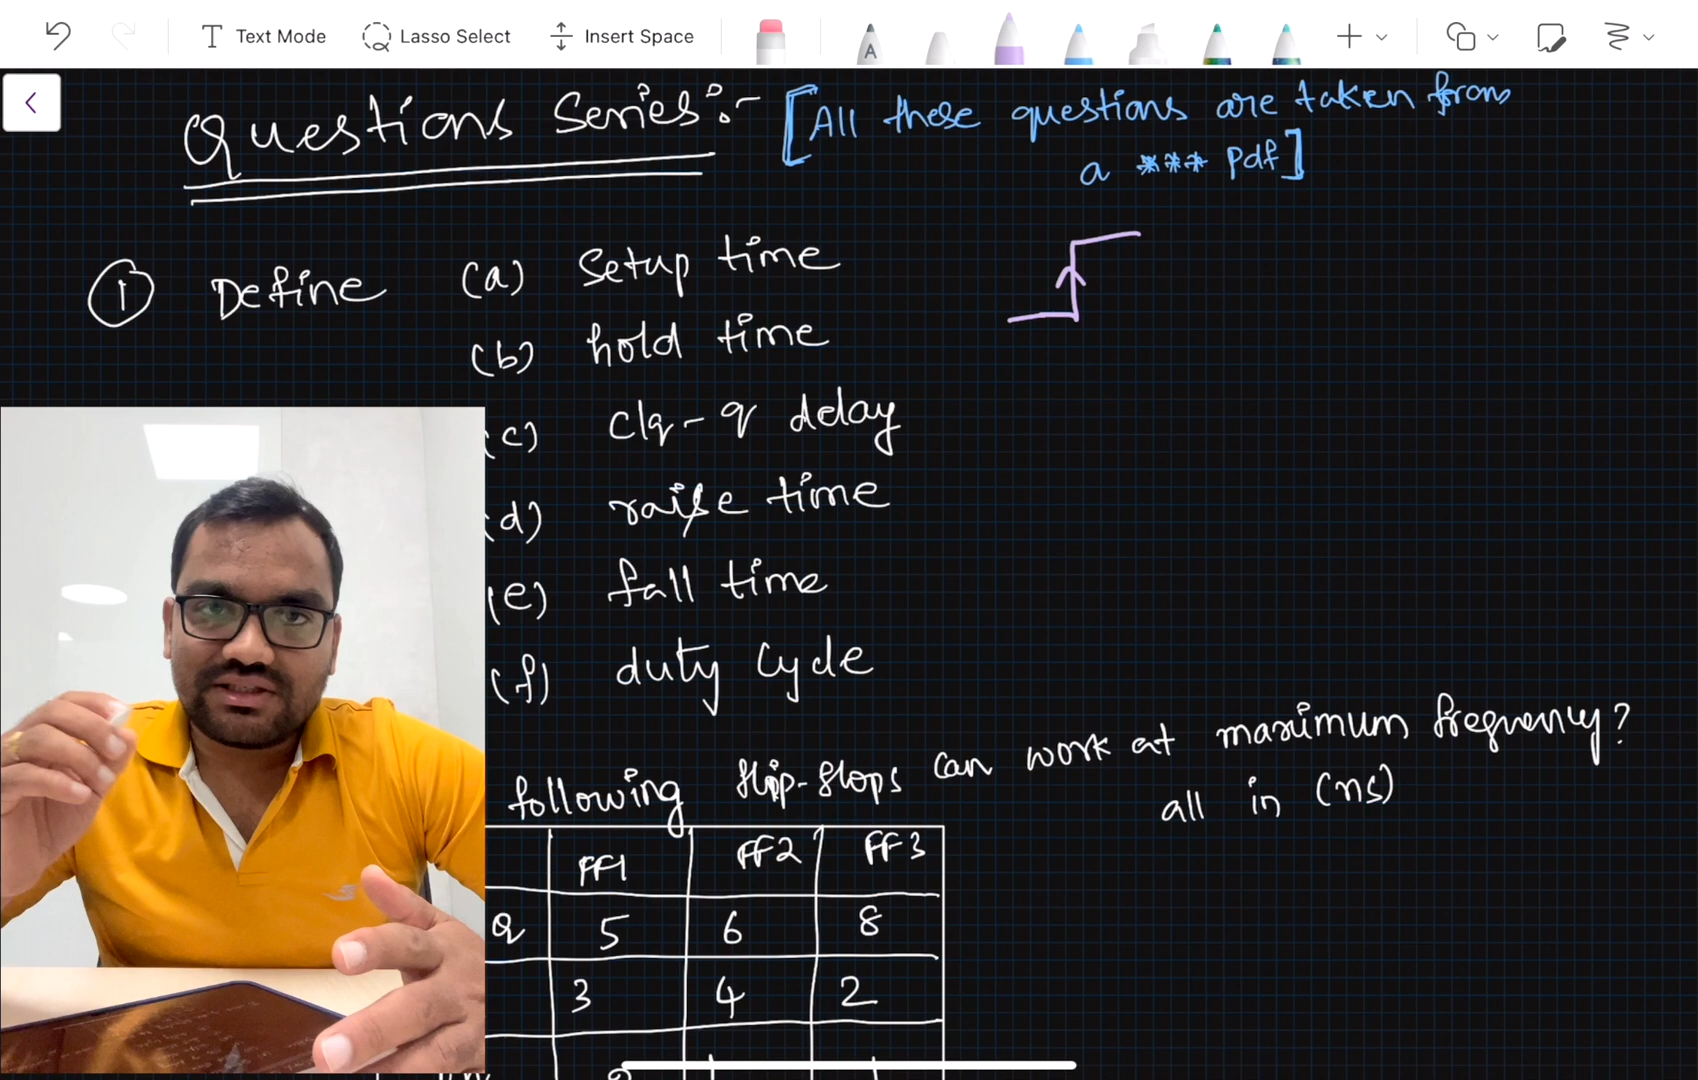 Text Mode Lasso Select Insert Space
A
Questions Series:- [All these questions are taken from
a *** pdf]
① Define (a) Setup time
(b) hold time
(c) clq-q delay
(d) raise time
(e) fall time
(f) duty cycle
following flip-flops can work at maximum frequency?
all in (ns)
FF1 FF2 FF3
Q 5 6 8
3 4 2